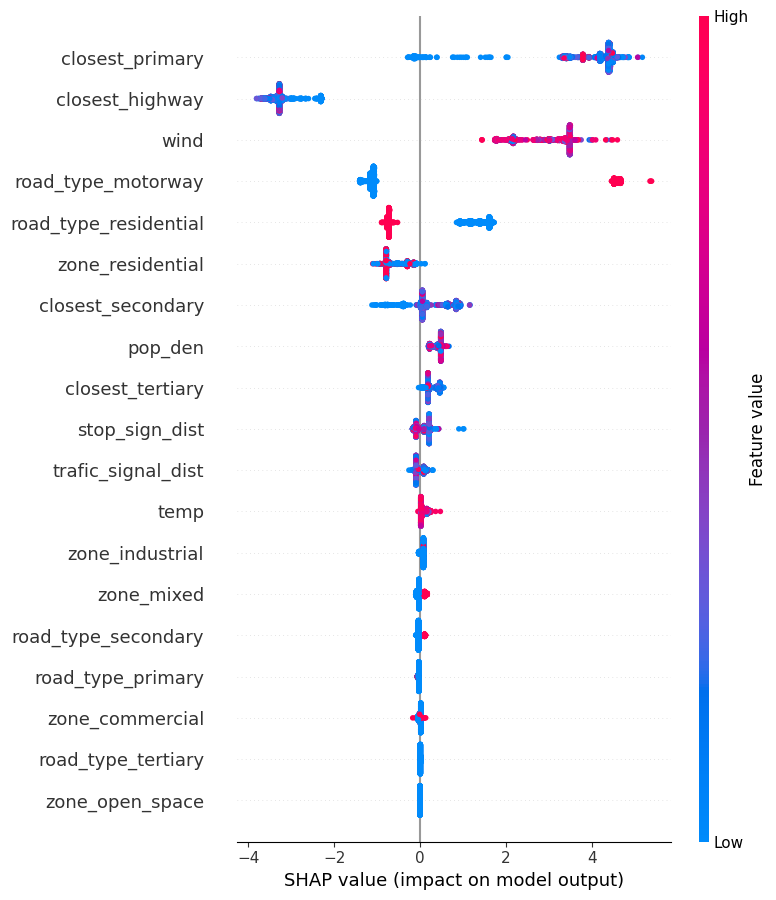 High
closest_primary
closest_highway
wind
road_type_motorway
road_type_residential
zone_residential
closest_secondary
pop_den
closest_tertiary
stop_sign_dist
trafic_signal_dist
temp
zone_industrial
zone_mixed
road_type_secondary
road_type_primary
zone_commercial
road_type_tertiary
zone_open_space
Feature value
Low
−4 −2 0 2 4
SHAP value (impact on model output)